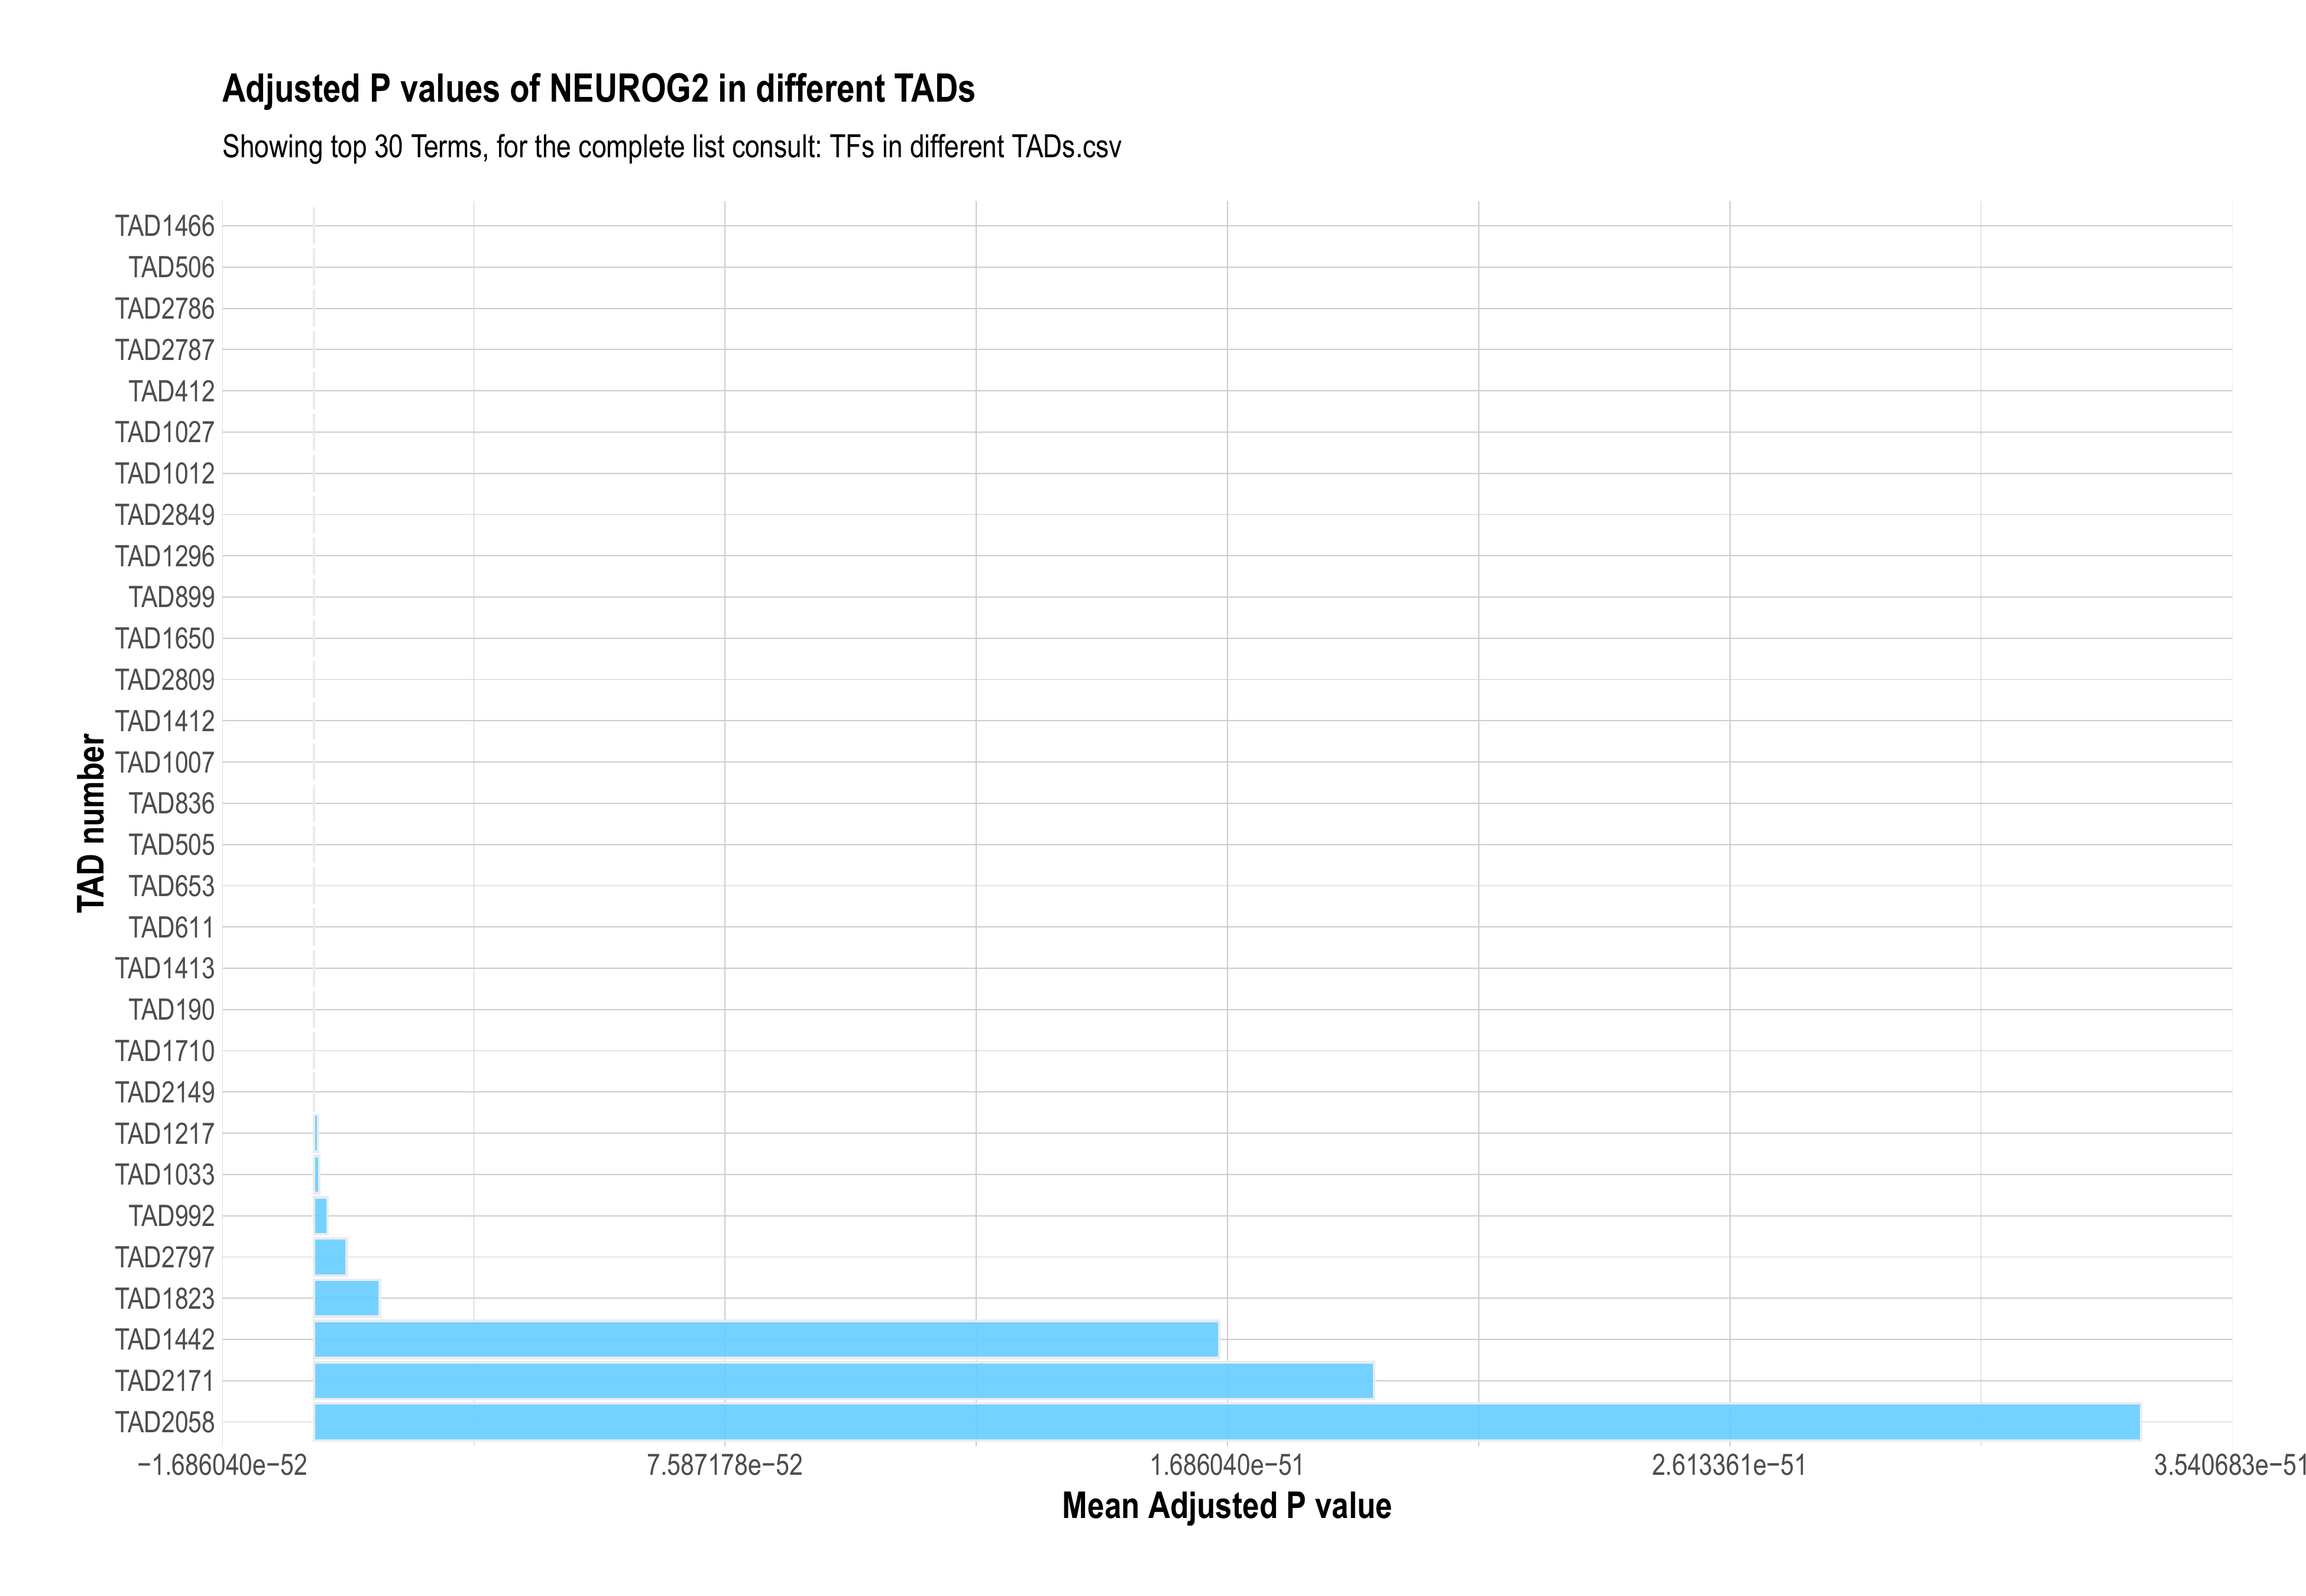 Adjusted P values of NEUROG2 in different TADs
Showing top 30 Terms, for the complete list consult: TFs in different TADs.csv
TAD number
TAD1466
TAD506
TAD2786
TAD2787
TAD412
TAD1027
TAD1012
TAD2849
TAD1296
TAD899
TAD1650
TAD2809
TAD1412
TAD1007
TAD836
TAD505
TAD653
TAD611
TAD1413
TAD190
TAD1710
TAD2149
TAD1217
TAD1033
TAD992
TAD2797
TAD1823
TAD1442
TAD2171
TAD2058
−1.686040e−52 7.587178e−52 1.686040e−51 2.613361e−51 3.540683e−51
Mean Adjusted P value